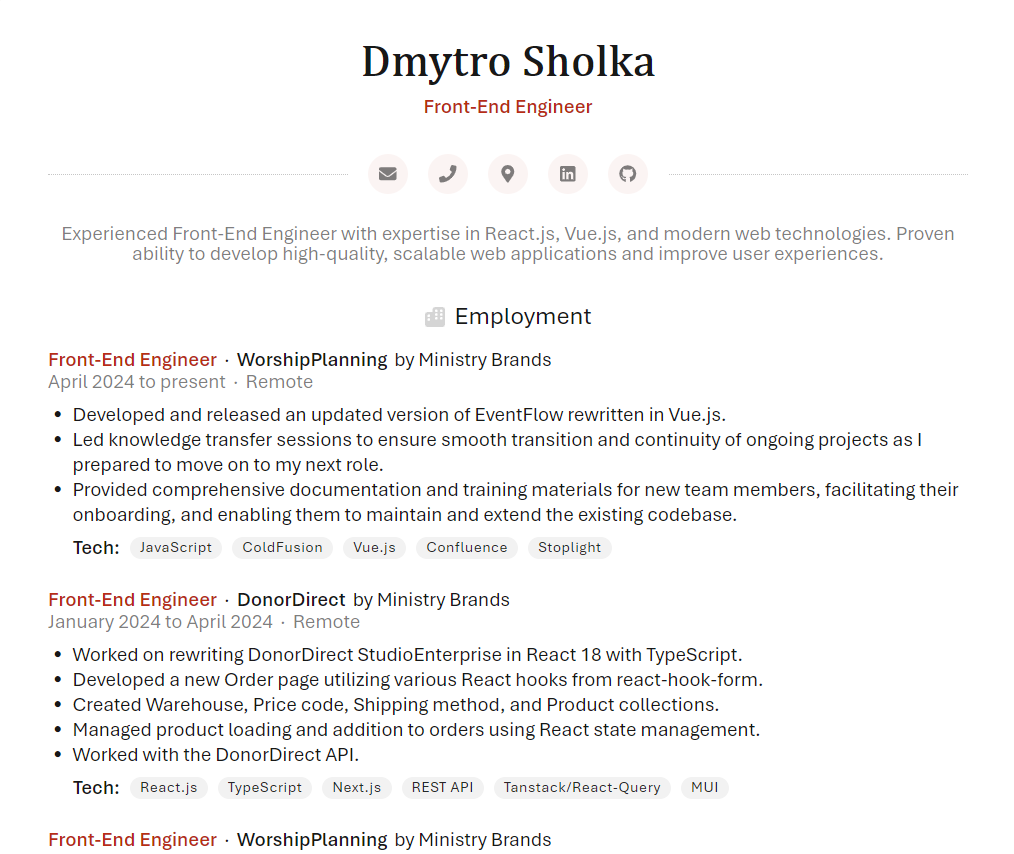 Dmytro Sholka
Front-End Engineer
Experienced Front-End Engineer with expertise in React.js, Vue.js, and modern web technologies. Proven
ability to develop high-quality, scalable web applications and improve user experiences.
Employment
Front-End Engineer · WorshipPlanning by Ministry Brands
April 2024 to present · Remote
• Developed and released an updated version of EventFlow rewritten in Vue.js.
• Led knowledge transfer sessions to ensure smooth transition and continuity of ongoing projects as I
prepared to move on to my next role.
• Provided comprehensive documentation and training materials for new team members, facilitating their
onboarding, and enabling them to maintain and extend the existing codebase.
Tech: JavaScript ColdFusion Vue.js Confluence Stoplight
Front-End Engineer · DonorDirect by Ministry Brands
January 2024 to April 2024 · Remote
• Worked on rewriting DonorDirect StudioEnterprise in React 18 with TypeScript.
• Developed a new Order page utilizing various React hooks from react-hook-form.
• Created Warehouse, Price code, Shipping method, and Product collections.
• Managed product loading and addition to orders using React state management.
• Worked with the DonorDirect API.
Tech: React.js TypeScript Next.js REST API Tanstack/React-Query MUI
Front-End Engineer · WorshipPlanning by Ministry Brands